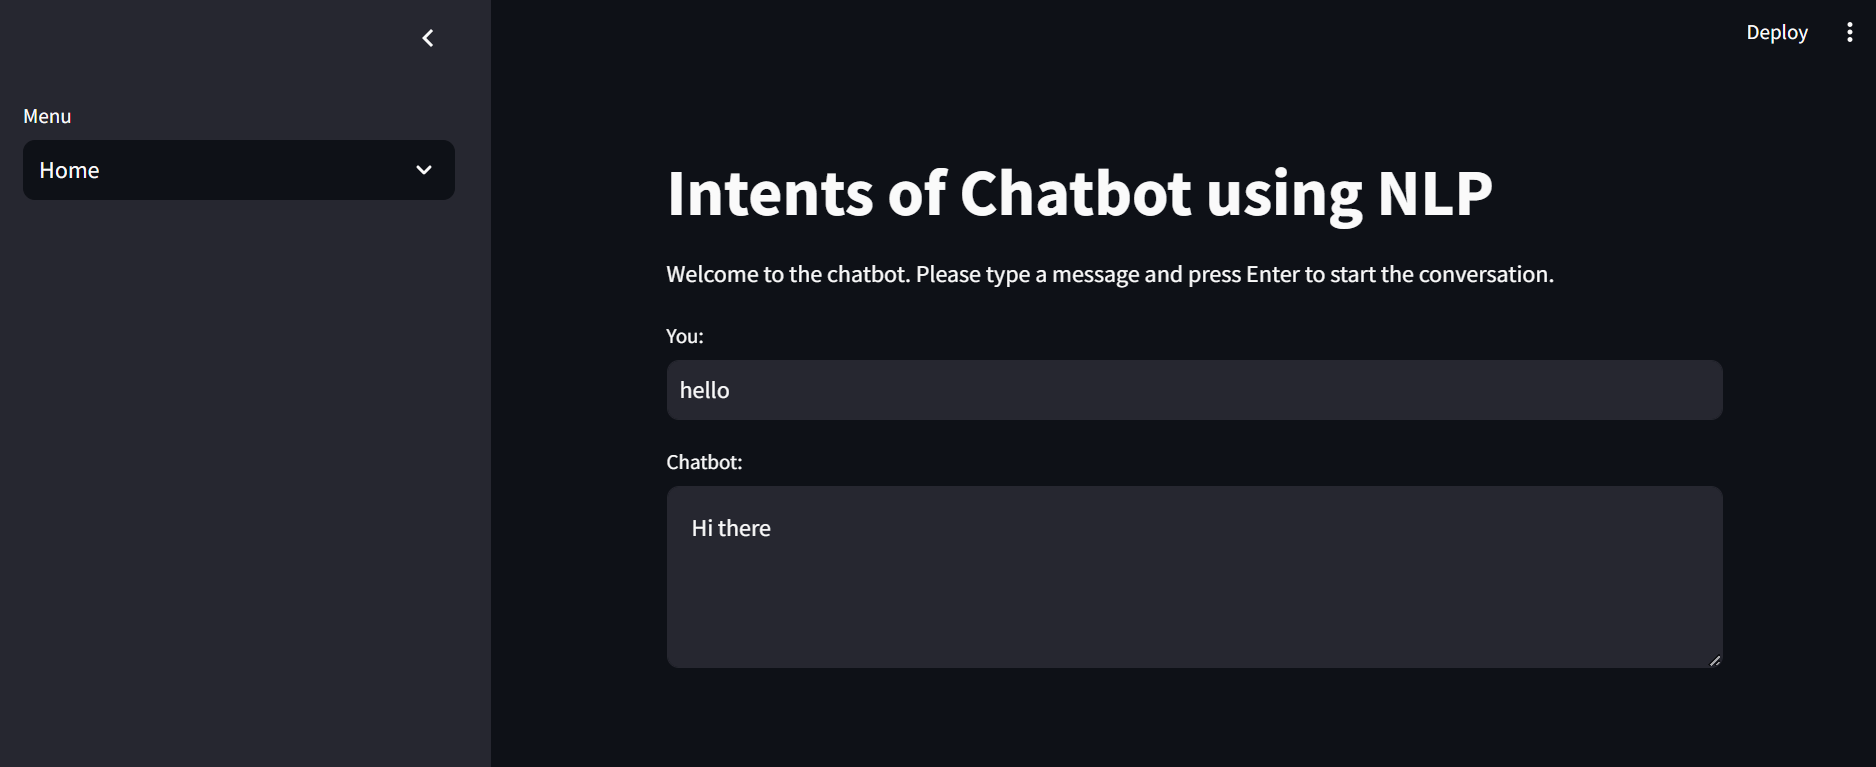 Deploy
Menu
Home
Intents of Chatbot using NLP
Welcome to the chatbot. Please type a message and press Enter to start the conversation.
You:
hello
Chatbot:
Hi there